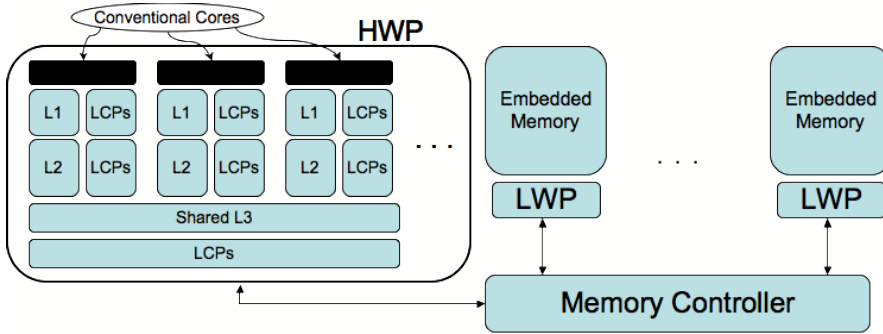 Conventional Cores
HWP
L1 LCPs L1 LCPs L1 LCPs
L2 LCPs L2 LCPs L2 LCPs
. . .
Shared L3
LCPs
Embedded
Memory
LWP
. . .
Embedded
Memory
LWP
Memory Controller